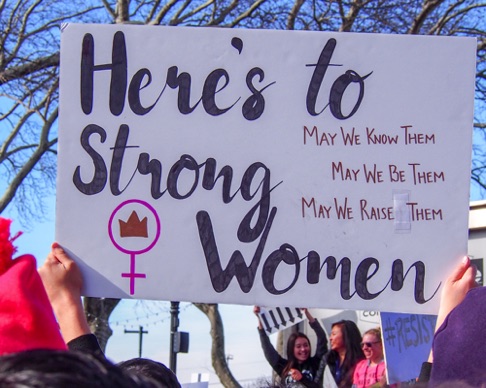 Here's to
Strong
Women
May We Know Them
May We Be Them
May We Raise Them
#RESIS